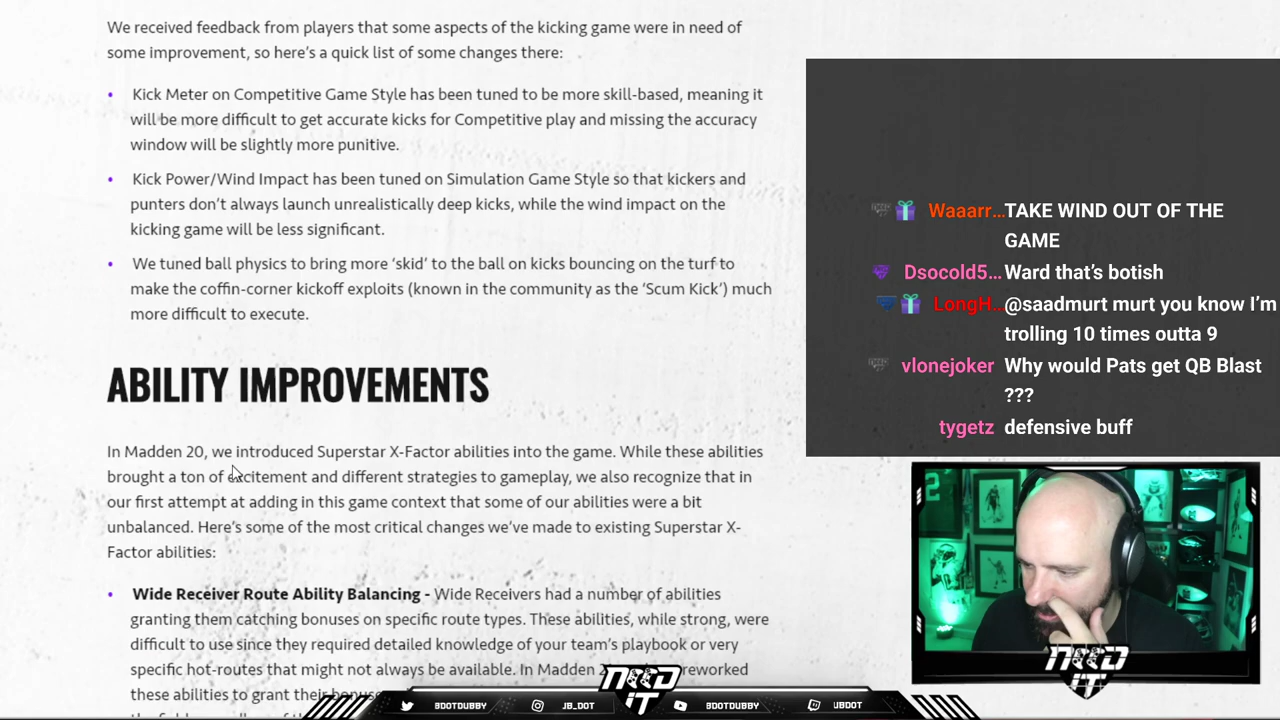 We received feedback from players that some aspects of the kicking game were in need of
some improvement, so here's a quick list of some changes there:
• Kick Meter on Competitive Game Style has been tuned to be more skill-based, meaning it
will be more difficult to get accurate kicks for Competitive play and missing the accuracy
window will be slightly more punitive.
• Kick Power/Wind Impact has been tuned on Simulation Game Style so that kickers and
punters don't always launch unrealistically deep kicks, while the wind impact on the
kicking game will be less significant.
• We tuned ball physics to bring more 'skid' to the ball on kicks bouncing on the turf to
make the coffin-corner kickoff exploits (known in the community as the 'Scum Kick') much
more difficult to execute.
ABILITY IMPROVEMENTS
In Madden 20, we introduced Superstar X-Factor abilities into the game. While these abilities
brought a ton of excitement and different strategies to gameplay, we also recognize that in
our first attempt at adding in this game context that some of our abilities were a bit
unbalanced. Here's some of the most critical changes we've made to existing Superstar X-
Factor abilities:
• Wide Receiver Route Ability Balancing - Wide Receivers had a number of abilities
granting them catching bonuses on specific route types. These abilities, while strong, were
difficult to use since they required detailed knowledge of your team's playbook or very
specific hot-routes that might not always be available. In Madden reworked
these abilities to grant their
Waaarr...TAKE WIND OUT OF THE
GAME
Dsocold5...Ward that's botish
LongH...@saadmurt murt you know I'm
trolling 10 times outta 9
vlonejoker Why would Pats get QB Blast
???
tygetz defensive buff
NEED
IT
NEED
IT
BDOTDUBBY
JB_DOT
BDOTDUBBY